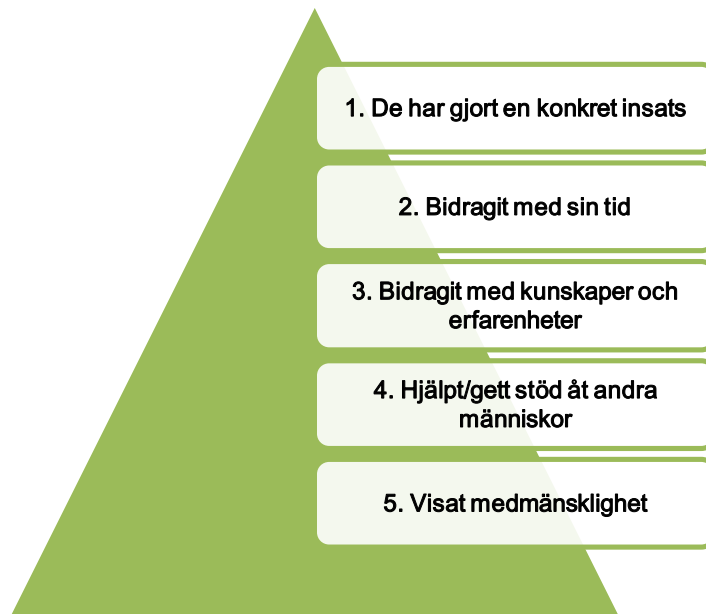 1. De har gjort en konkret insats
2. Bidragit med sin tid
3. Bidragit med kunskaper och
erfarenheter
4. Hjälpt/gett stöd åt andra
människor
5. Visat medmänsklighet